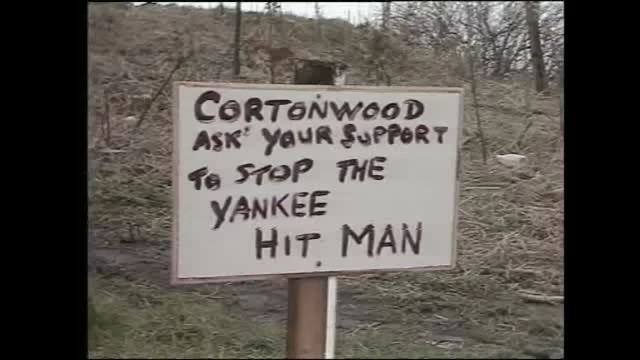 CORTONWOOD
ASK YOUR SUPPORT
TO STOP THE
YANKEE
HIT. MAN